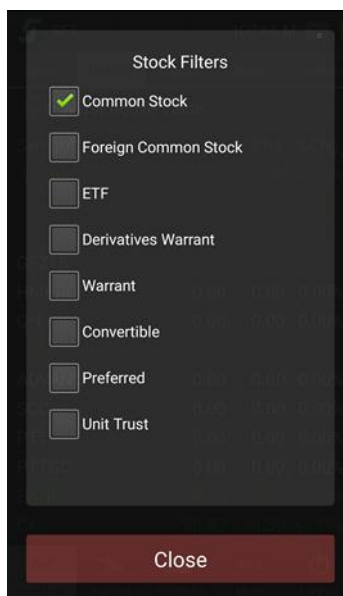 Stock Filters
Common Stock
Foreign Common Stock
ETF
Derivatives Warrant
Warrant
Convertible
Preferred
Unit Trust
Close